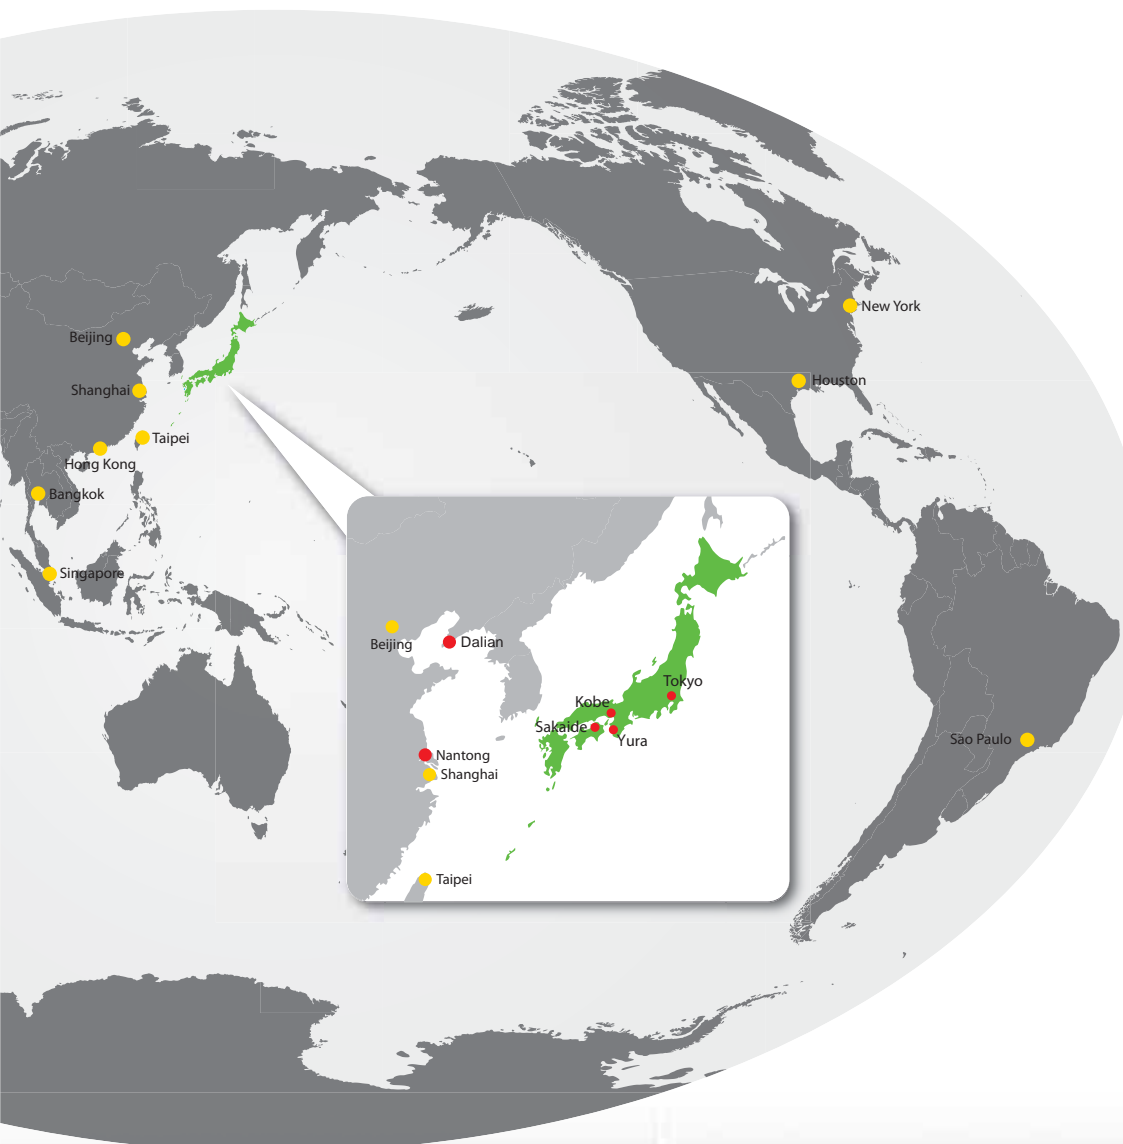 New York
Beijing
Houston
Shanghai
Taipei
Hong Kong
Bangkok
Singapore
Beijing
Dalian
Tokyo
Kobe
Sakaide
Yura
São Paulo
Nantong
Shanghai
Taipei